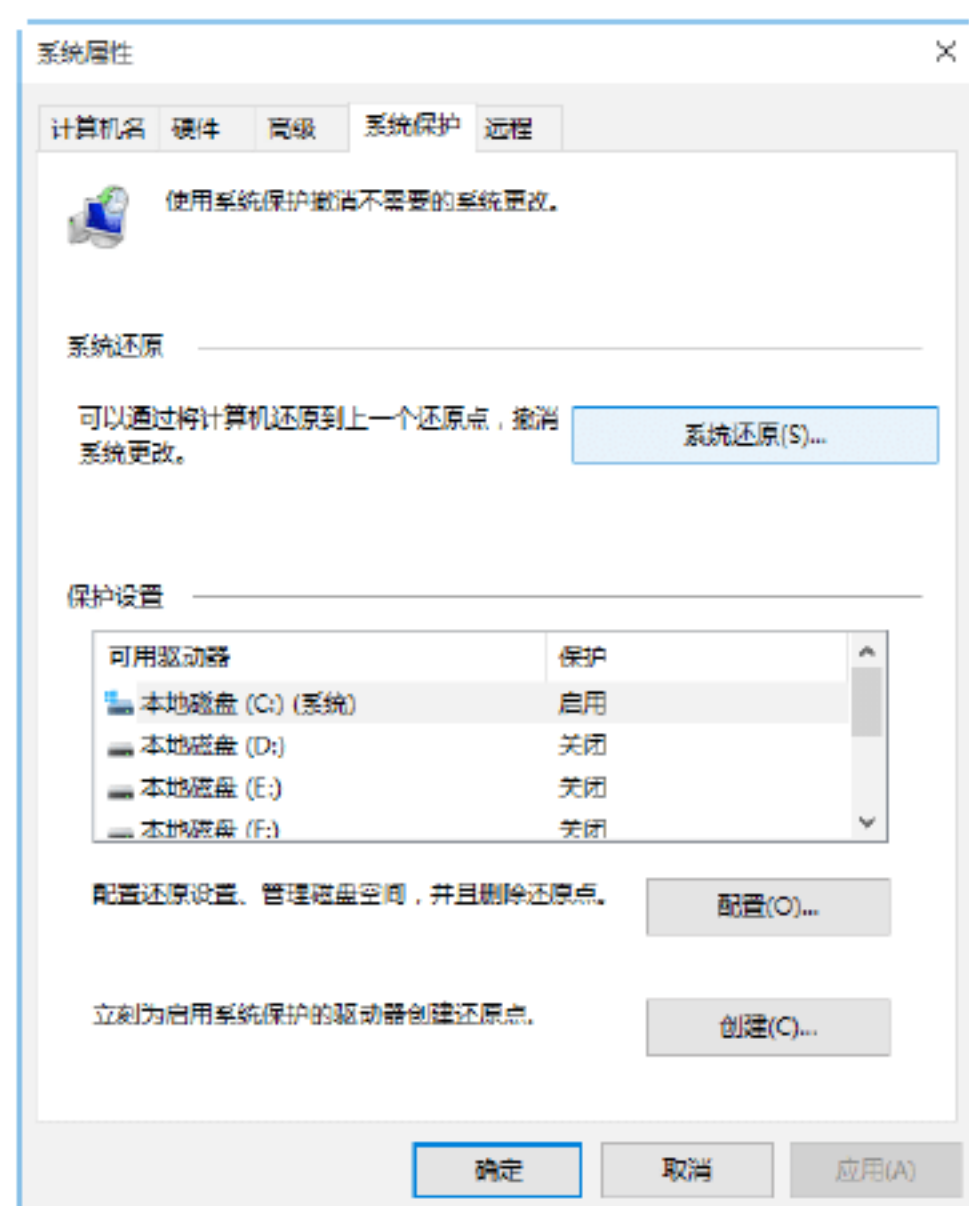 系统属性
计算机名 硬件 高级 系统保护 远程
使用系统保护撤消不需要的系统更改。
系统还原
可以通过将计算机还原到上一个还原点，撤消
系统更改。
系统还原(S)...
保护设置
可用驱动器 保护
本地磁盘 (C:) (系统) 启用
本地磁盘 (D:) 关闭
本地磁盘 (E:) 关闭
本地磁盘 (F:) 关闭
配置还原设置、管理磁盘空间，并且删除还原点。
配置(O)...
立刻为启用系统保护的驱动器创建还原点。
创建(C)...
确定 取消 应用(A)